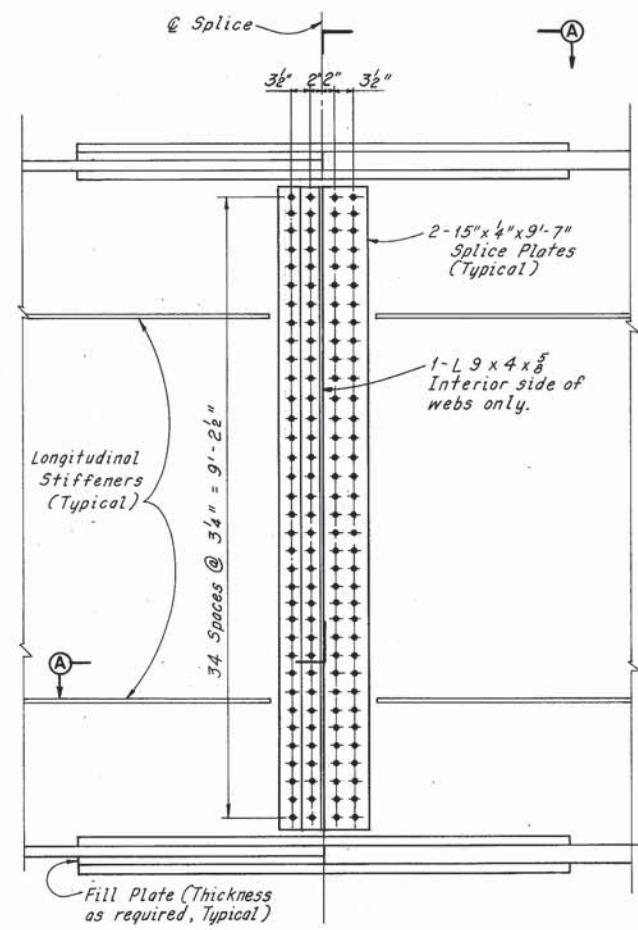 ℄ Splice
A
3½" 2" 2" 3½"
2-15" x ¼" x 9'-7"
Splice Plates
(Typical)
1-L 9 x 4 x ⅝
Interior side of
webs only.
Longitudinal
Stiffeners
(Typical)
34 Spaces @ 3¼" = 9'-2½"
A
Fill Plate (Thickness
as required, Typical)